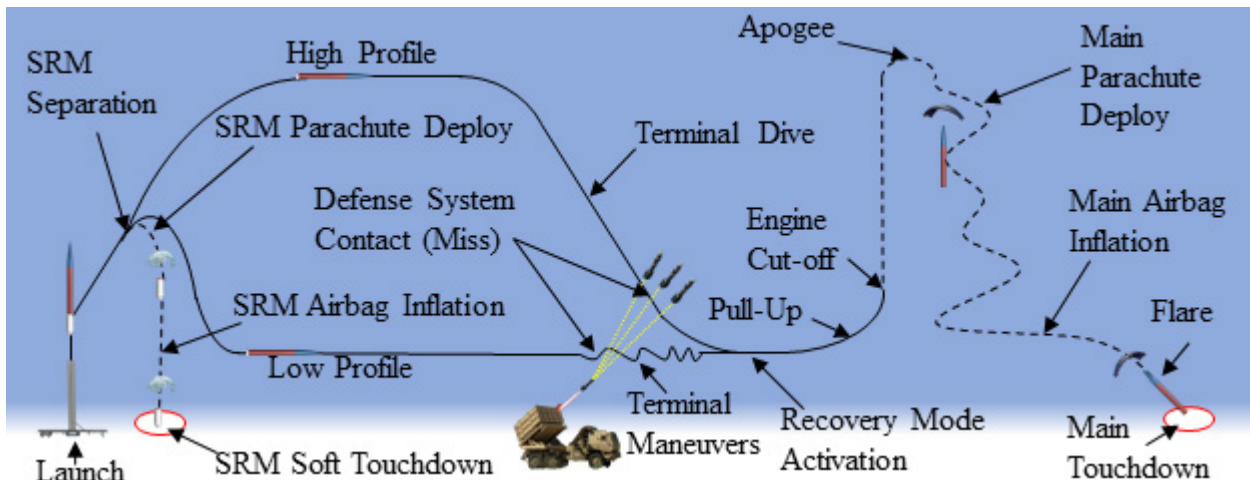 SRM
Separation
High Profile
SRM Parachute Deploy
Apogee
Main
Parachute
Deploy
Terminal Dive
Defense System
Contact (Miss)
Engine
Cut-off
Main Airbag
Inflation
SRM Airbag Inflation
Pull-Up
Flare
Low Profile
Terminal
Maneuvers
Recovery Mode
Activation
Main
Touchdown
Launch
SRM Soft Touchdown